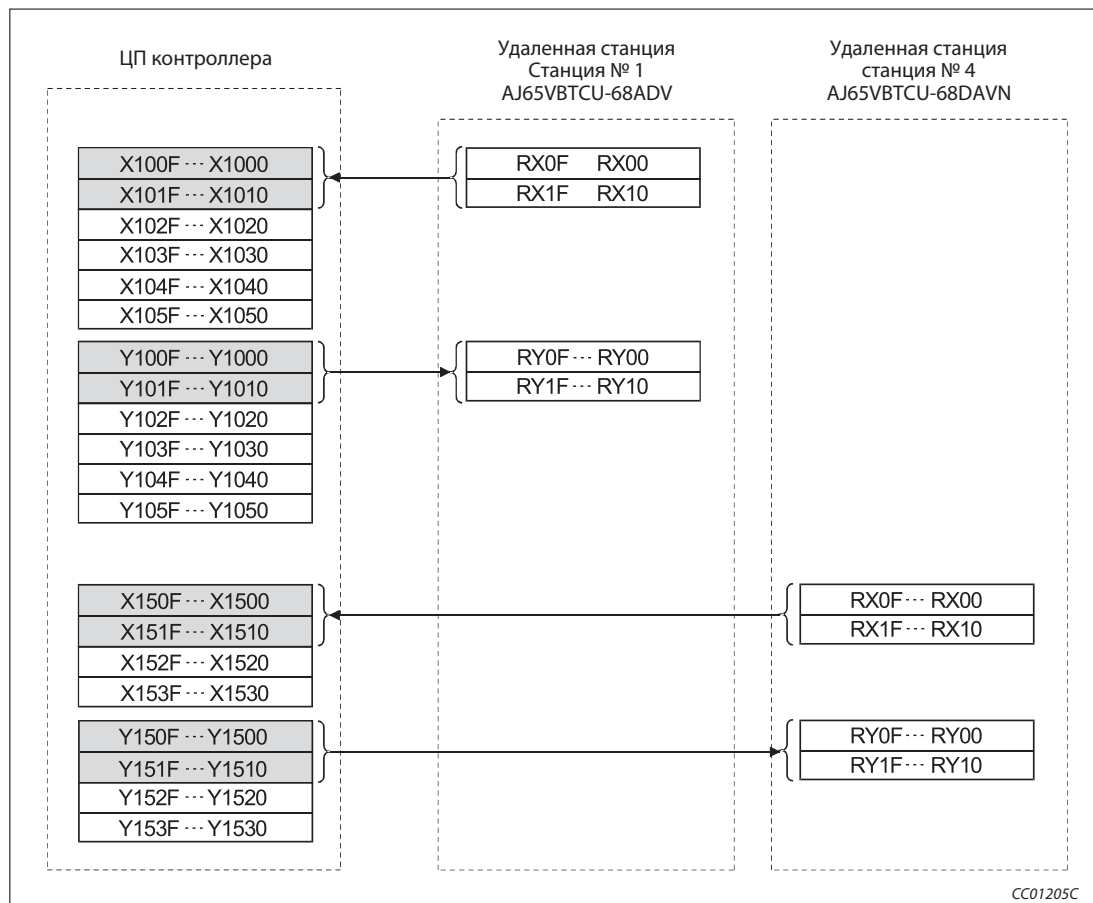 ЦП контроллера
Удаленная станция
Станция № 1
AJ65VBTCU-68ADV
Удаленная станция
станция № 4
AJ65VBTCU-68DAVN
X100F ··· X1000
X101F ··· X1010
X102F ··· X1020
X103F ··· X1030
X104F ··· X1040
X105F ··· X1050
RX0F RX00
RX1F RX10
Y100F ··· Y1000
Y101F ··· Y1010
Y102F ··· Y1020
Y103F ··· Y1030
Y104F ··· Y1040
Y105F ··· Y1050
RY0F ··· RY00
RY1F ··· RY10
X150F ··· X1500
X151F ··· X1510
X152F ··· X1520
X153F ··· X1530
RX0F ··· RX00
RX1F ··· RX10
Y150F ··· Y1500
Y151F ··· Y1510
Y152F ··· Y1520
Y153F ··· Y1530
RY0F ··· RY00
RY1F ··· RY10
CC01205C